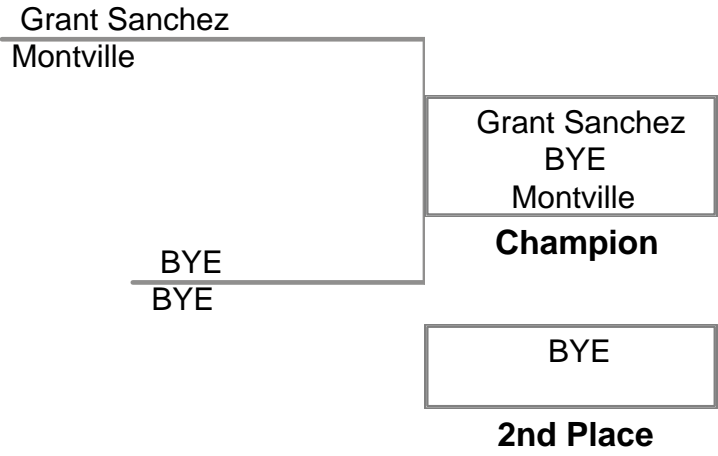 Grant Sanchez
Montville
Grant Sanchez
BYE
Montville
Champion
BYE
BYE
BYE
2nd Place